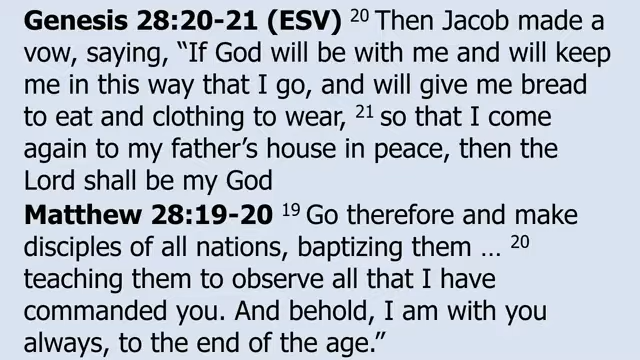 Genesis 28:20-21 (ESV) 20 Then Jacob made a
vow, saying, “If God will be with me and will keep
me in this way that I go, and will give me bread
to eat and clothing to wear, 21 so that I come
again to my father’s house in peace, then the
Lord shall be my God
Matthew 28:19-20 19 Go therefore and make
disciples of all nations, baptizing them … 20
teaching them to observe all that I have
commanded you. And behold, I am with you
always, to the end of the age.”